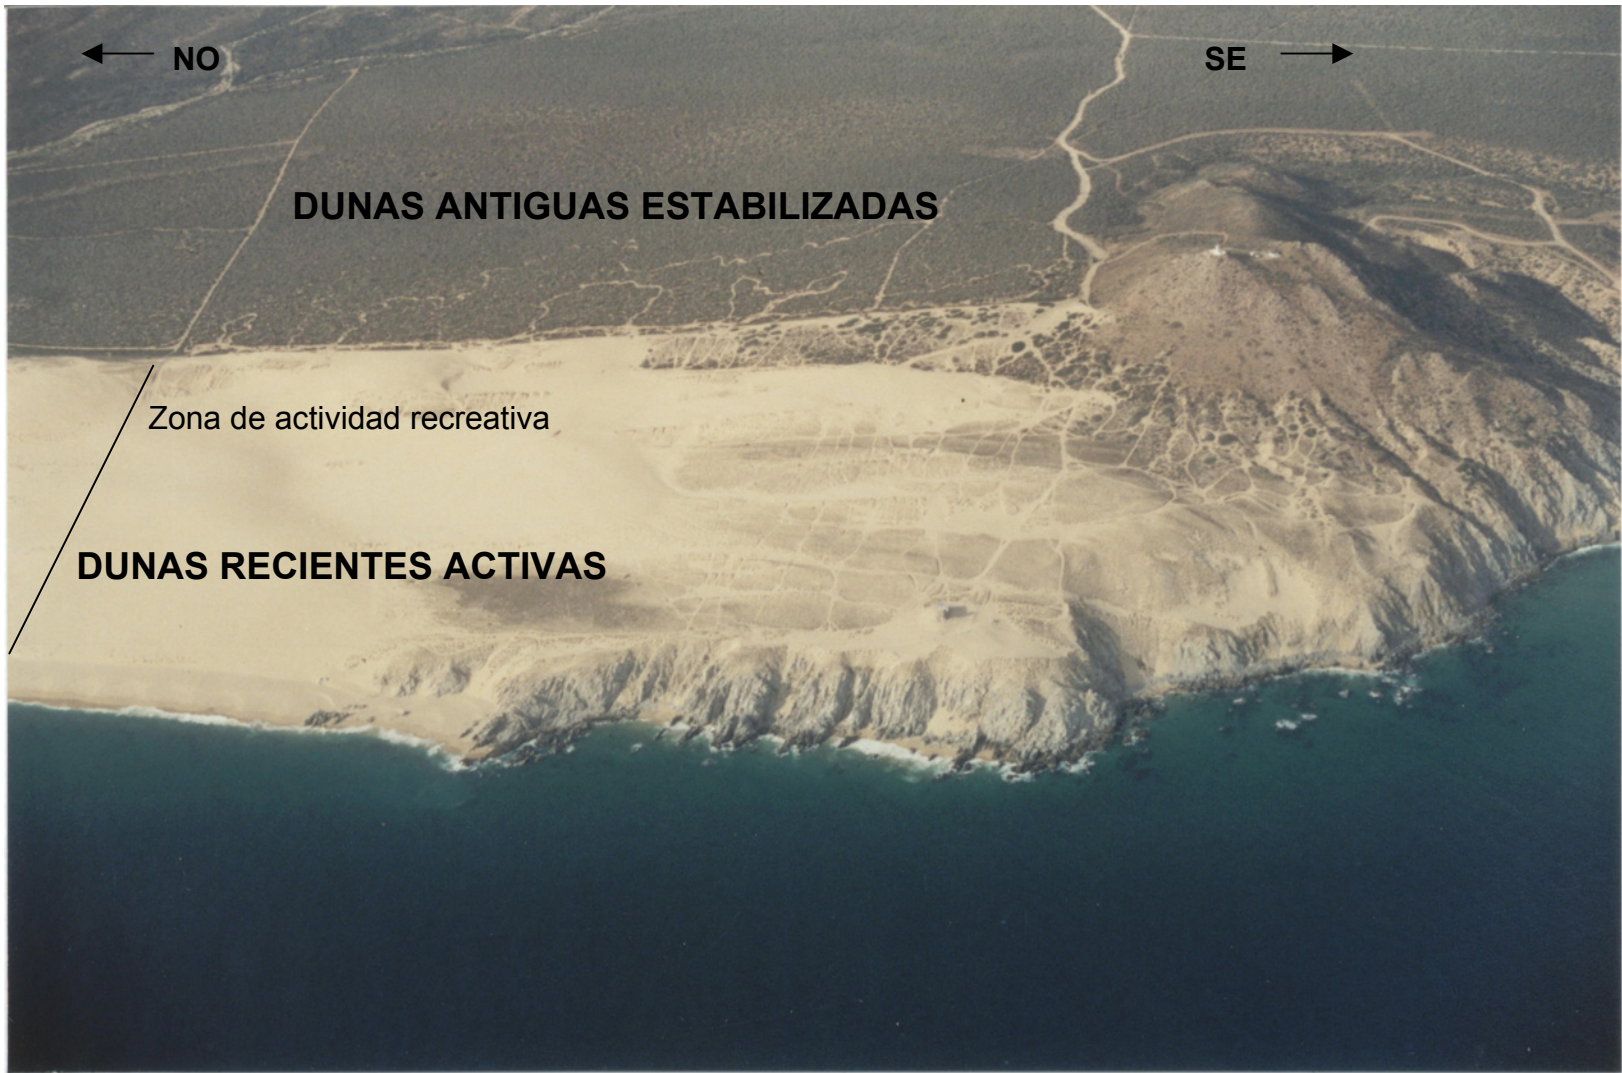 NO
SE
DUNAS ANTIGUAS ESTABILIZADAS
Zona de actividad recreativa
DUNAS RECIENTES ACTIVAS